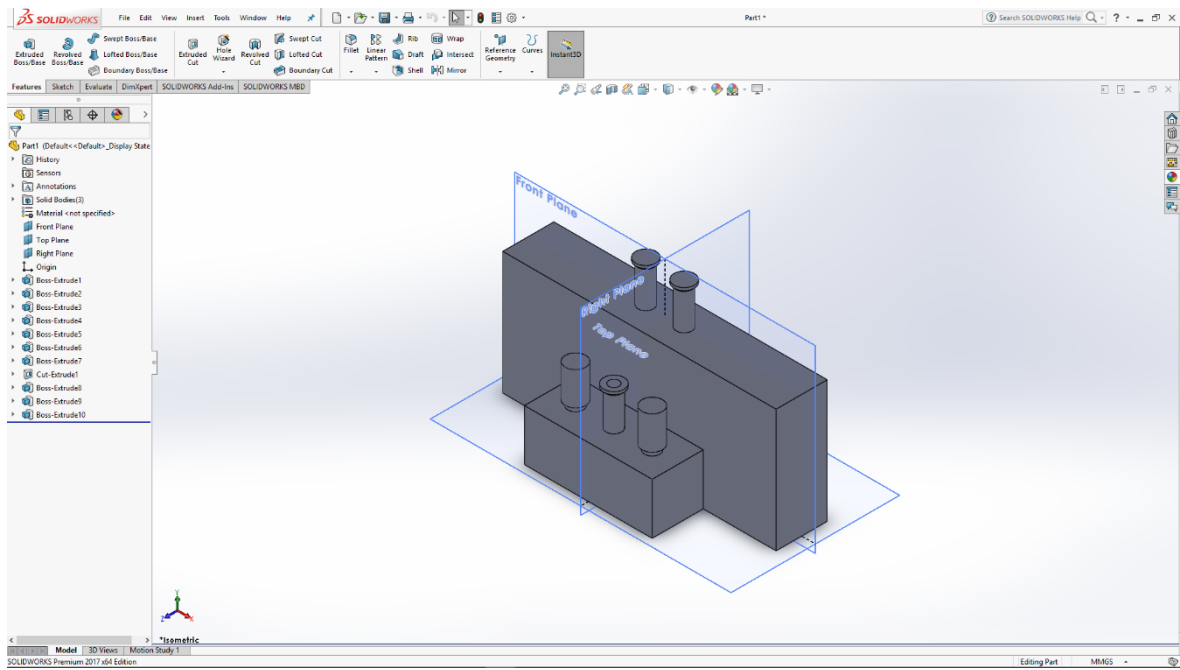 SOLIDWORKS File Edit View Insert Tools Window Help Part1 * Search SOLIDWORKS Help ?
Extruded Boss/Base Revolved Boss/Base Swept Boss/Base Lofted Boss/Base Boundary Boss/Base Extruded Cut Hole Wizard Revolved Cut Swept Cut Lofted Cut Boundary Cut Fillet Linear Pattern Rib Draft Shell Wrap Intersect Mirror Reference Geometry Curves Instant3D
Features Sketch Evaluate DimXpert SOLIDWORKS Add-Ins SOLIDWORKS MBD
Part1 (Default<<Default>_Display State
History
Sensors
A Annotations
Solid Bodies(3)
Material <not specified>
Front Plane
Top Plane
Right Plane
Origin
Boss-Extrude1
Boss-Extrude2
Boss-Extrude3
Boss-Extrude4
Boss-Extrude5
Boss-Extrude6
Boss-Extrude7
Cut-Extrude1
Boss-Extrude8
Boss-Extrude9
Boss-Extrude10
Front Plane
Right Plane
Top Plane
Y
Z X
*Isometric
Model 3D Views Motion Study 1
SOLIDWORKS Premium 2017 x64 Edition Editing Part MMGS